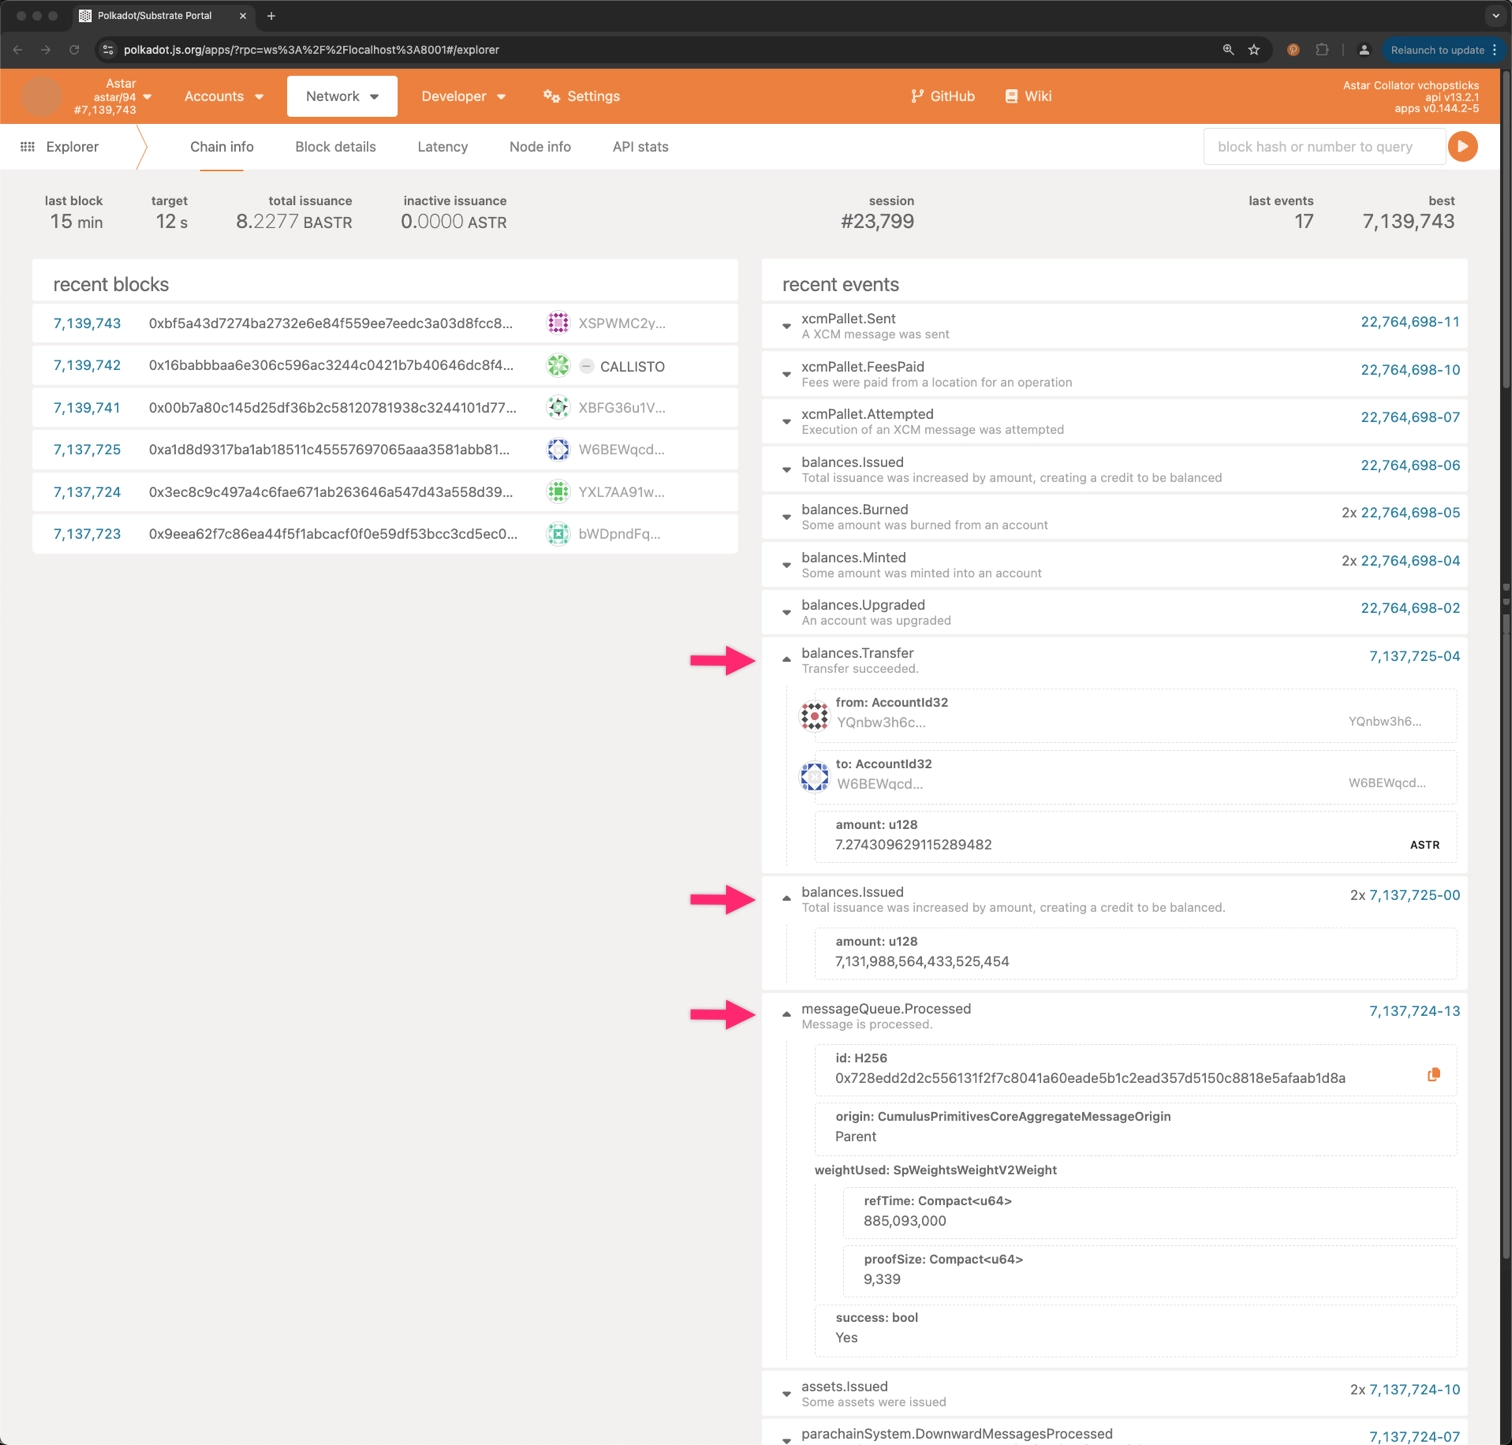 Polkadot/Substrate Portal
polkadot.js.org/apps/?rpc=ws%3A%2F%2Flocalhost%3A8001#/explorer
Relaunch to update
Astar
astar/94
#7,139,743
Accounts
Network
Developer
Settings
GitHub
Wiki
Astar Collator vchopsticks
api v13.2.1
apps v0.144.2-5
Explorer
Chain info
Block details
Latency
Node info
API stats
block hash or number to query
last block
15 min
target
12 s
total issuance
8.2277 BASTR
inactive issuance
0.0000 ASTR
session
#23,799
last events
17
best
7,139,743
recent blocks
7,139,743 0xbf5a43d7274ba2732e6e84f559ee7eedc3a03d8fcc8... XSPWMC2y...
7,139,742 0x16babbbaa6e306c596ac3244c0421b7b40646dc8f4... CALLISTO
7,139,741 0x00b7a80c145d25df36b2c58120781938c3244101d77... XBFG36u1V...
7,137,725 0xa1d8d9317ba1ab18511c45557697065aaa3581abb81... W6BEWqcd...
7,137,724 0x3ec8c9c497a4c6fae671ab263646a547d43a558d39... YXL7AA91w...
7,137,723 0x9eea62f7c86ea44f5f1abcacf0f0e59df53bcc3cd5ec0... bWDpndFq...
recent events
xcmPallet.Sent 22,764,698-11
A XCM message was sent
xcmPallet.FeesPaid 22,764,698-10
Fees were paid from a location for an operation
xcmPallet.Attempted 22,764,698-07
Execution of an XCM message was attempted
balances.Issued 22,764,698-06
Total issuance was increased by amount, creating a credit to be balanced
balances.Burned 2x 22,764,698-05
Some amount was burned from an account
balances.Minted 2x 22,764,698-04
Some amount was minted into an account
balances.Upgraded 22,764,698-02
An account was upgraded
balances.Transfer 7,137,725-04
Transfer succeeded.
from: AccountId32
YQnbw3h6c... YQnbw3h6...
to: AccountId32
W6BEWqcd... W6BEWqcd...
amount: u128
7.274309629115289482 ASTR
balances.Issued 2x 7,137,725-00
Total issuance was increased by amount, creating a credit to be balanced.
amount: u128
7,131,988,564,433,525,454
messageQueue.Processed 7,137,724-13
Message is processed.
id: H256
0x728edd2d2c556131f2f7c8041a60eade5b1c2ead357d5150c8818e5afaab1d8a
origin: CumulusPrimitivesCoreAggregateMessageOrigin
Parent
weightUsed: SpWeightsWeightV2Weight
refTime: Compact<u64>
885,093,000
proofSize: Compact<u64>
9,339
success: bool
Yes
assets.Issued 2x 7,137,724-10
Some assets were issued
parachainSystem.DownwardMessagesProcessed 7,137,724-07